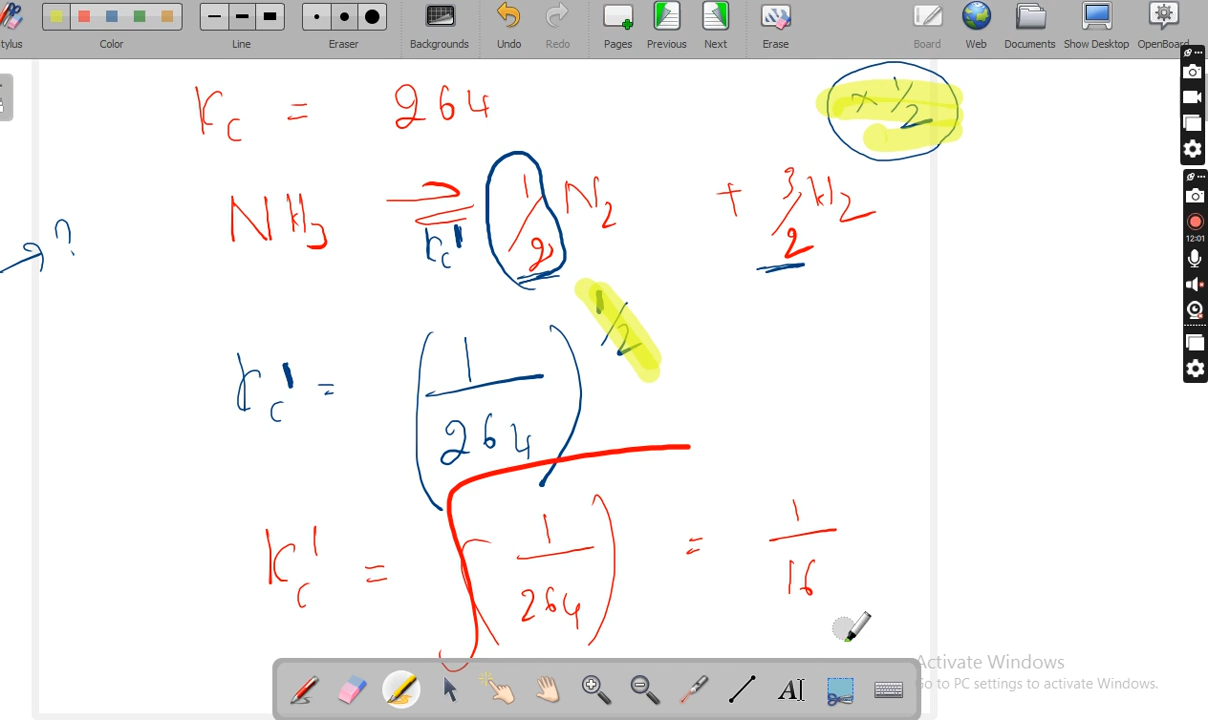 Stylus Color Line Eraser Backgrounds Undo Redo Pages Previous Next Erase Board Web Documents Show Desktop OpenBoard
Kc = 264
× 1/2
NH3 ⇌ 1/2 N2 + 3/2 H2
Kc'
?
Kc' = (1/264)^1/2
Kc' = √(1/264) = 1/16
12:01
Activate Windows
Go to PC settings to activate Windows.